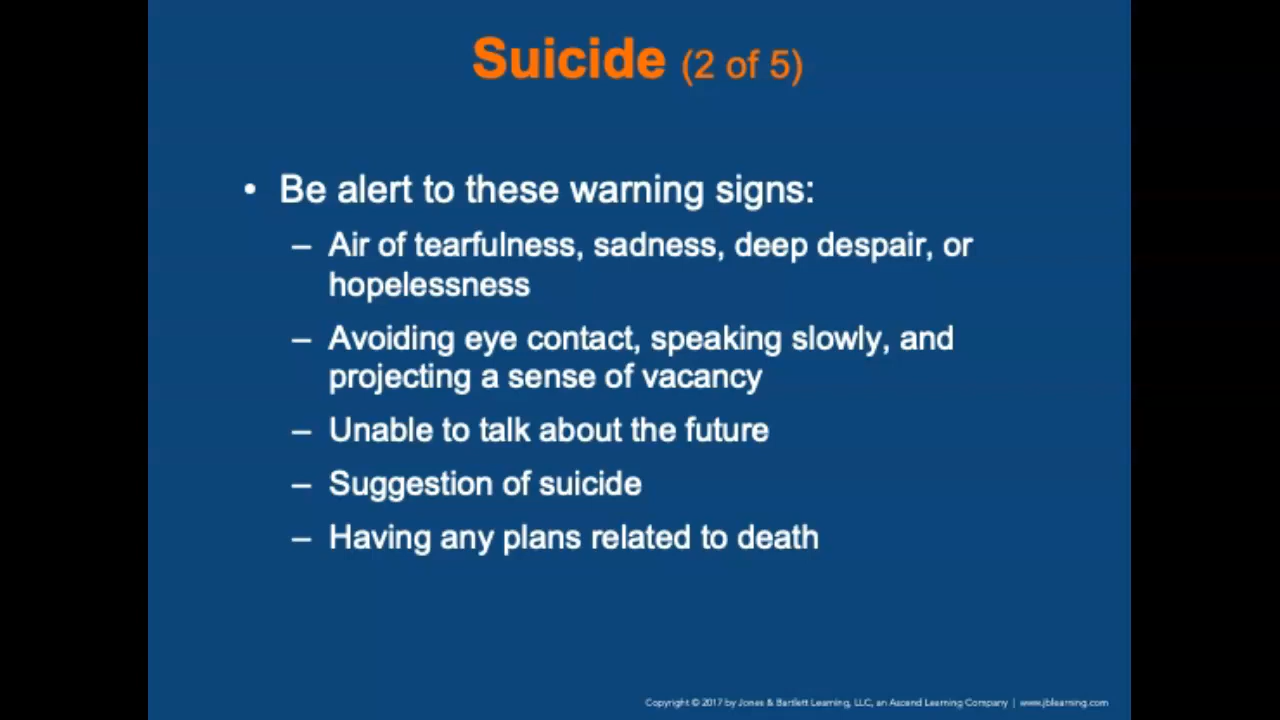 Suicide (2 of 5)
• Be alert to these warning signs:
– Air of tearfulness, sadness, deep despair, or
hopelessness
– Avoiding eye contact, speaking slowly, and
projecting a sense of vacancy
– Unable to talk about the future
– Suggestion of suicide
– Having any plans related to death
Copyright © 2017 by Jones & Bartlett Learning, LLC, an Ascend Learning Company | www.jblearning.com